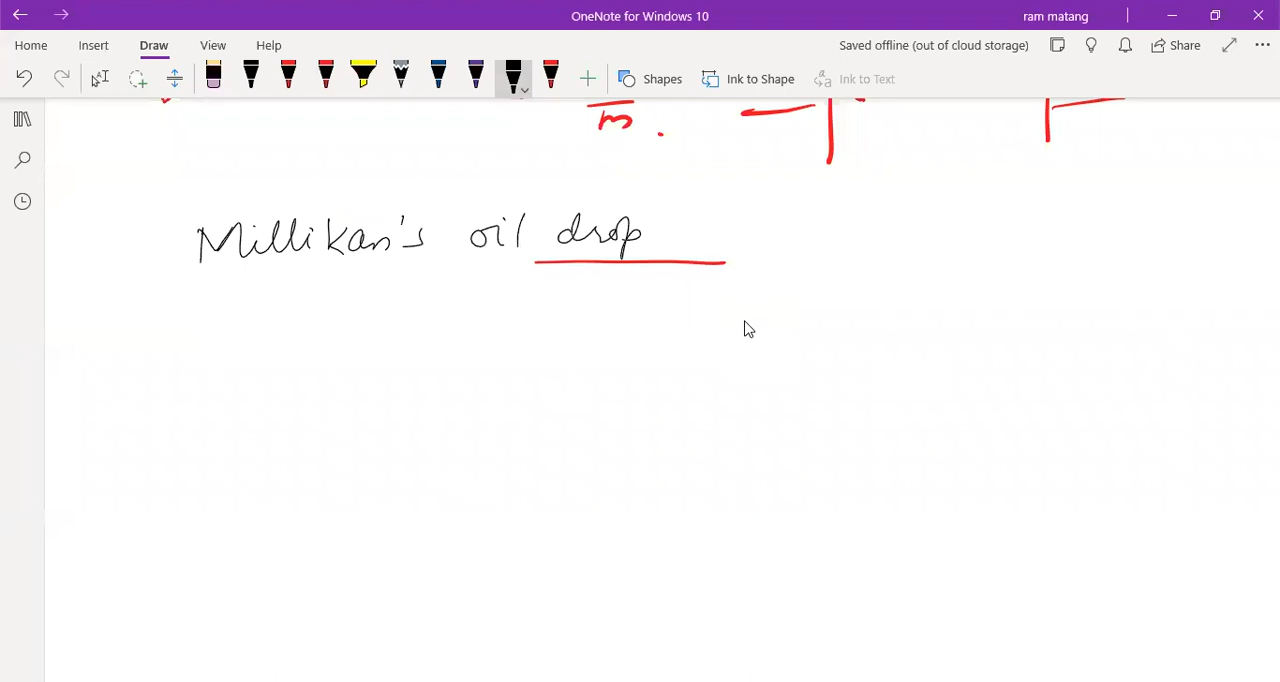 OneNote for Windows 10
ram matang
Home Insert Draw View Help
Saved offline (out of cloud storage)
Share
Shapes
Ink to Shape
Ink to Text
m.
Millikan's oil drop